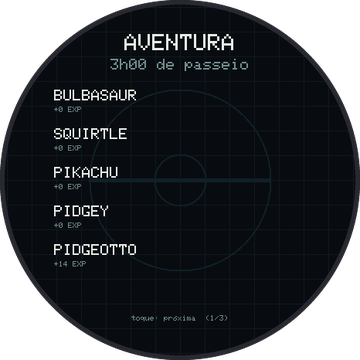 AVENTURA
3h00 de passeio
BULBASAUR
+0 EXP
SQUIRTLE
+0 EXP
PIKACHU
+0 EXP
PIDGEY
+0 EXP
PIDGEOTTO
+14 EXP
toque: próxima (1/3)